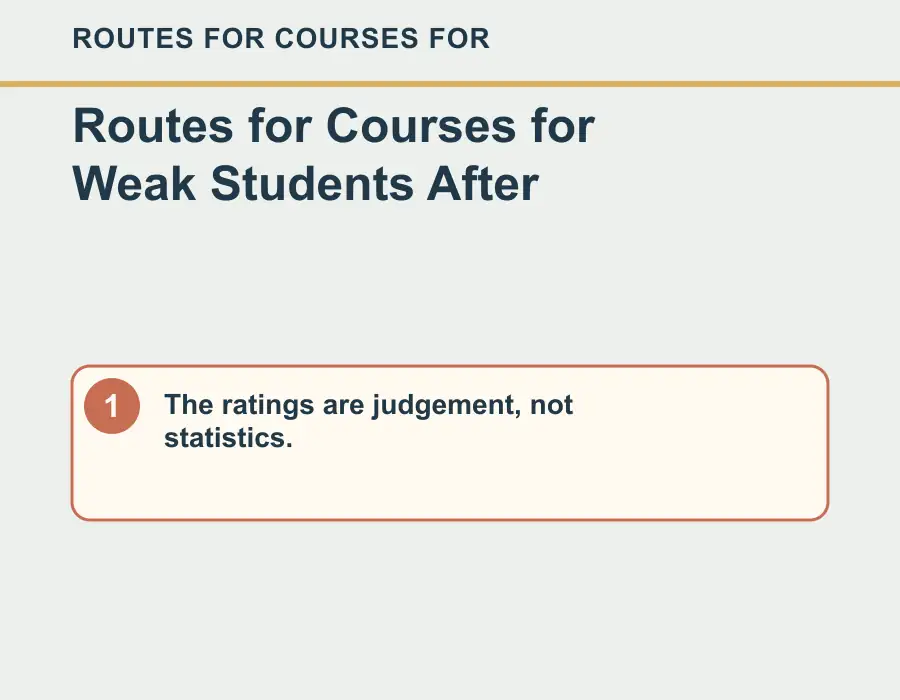 ROUTES FOR COURSES FOR
Routes for Courses for
Weak Students After
1
The ratings are judgement, not
statistics.